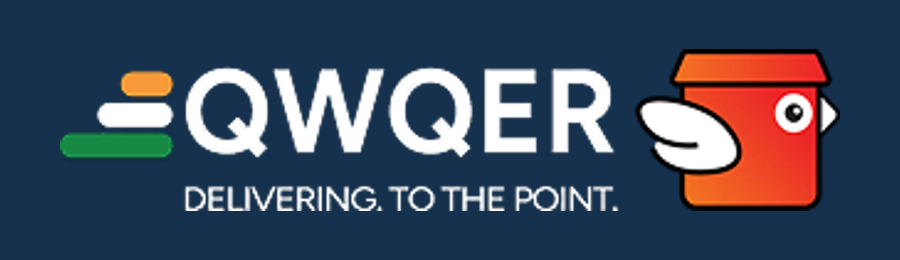 QWQER
DELIVERING. TO THE POINT.